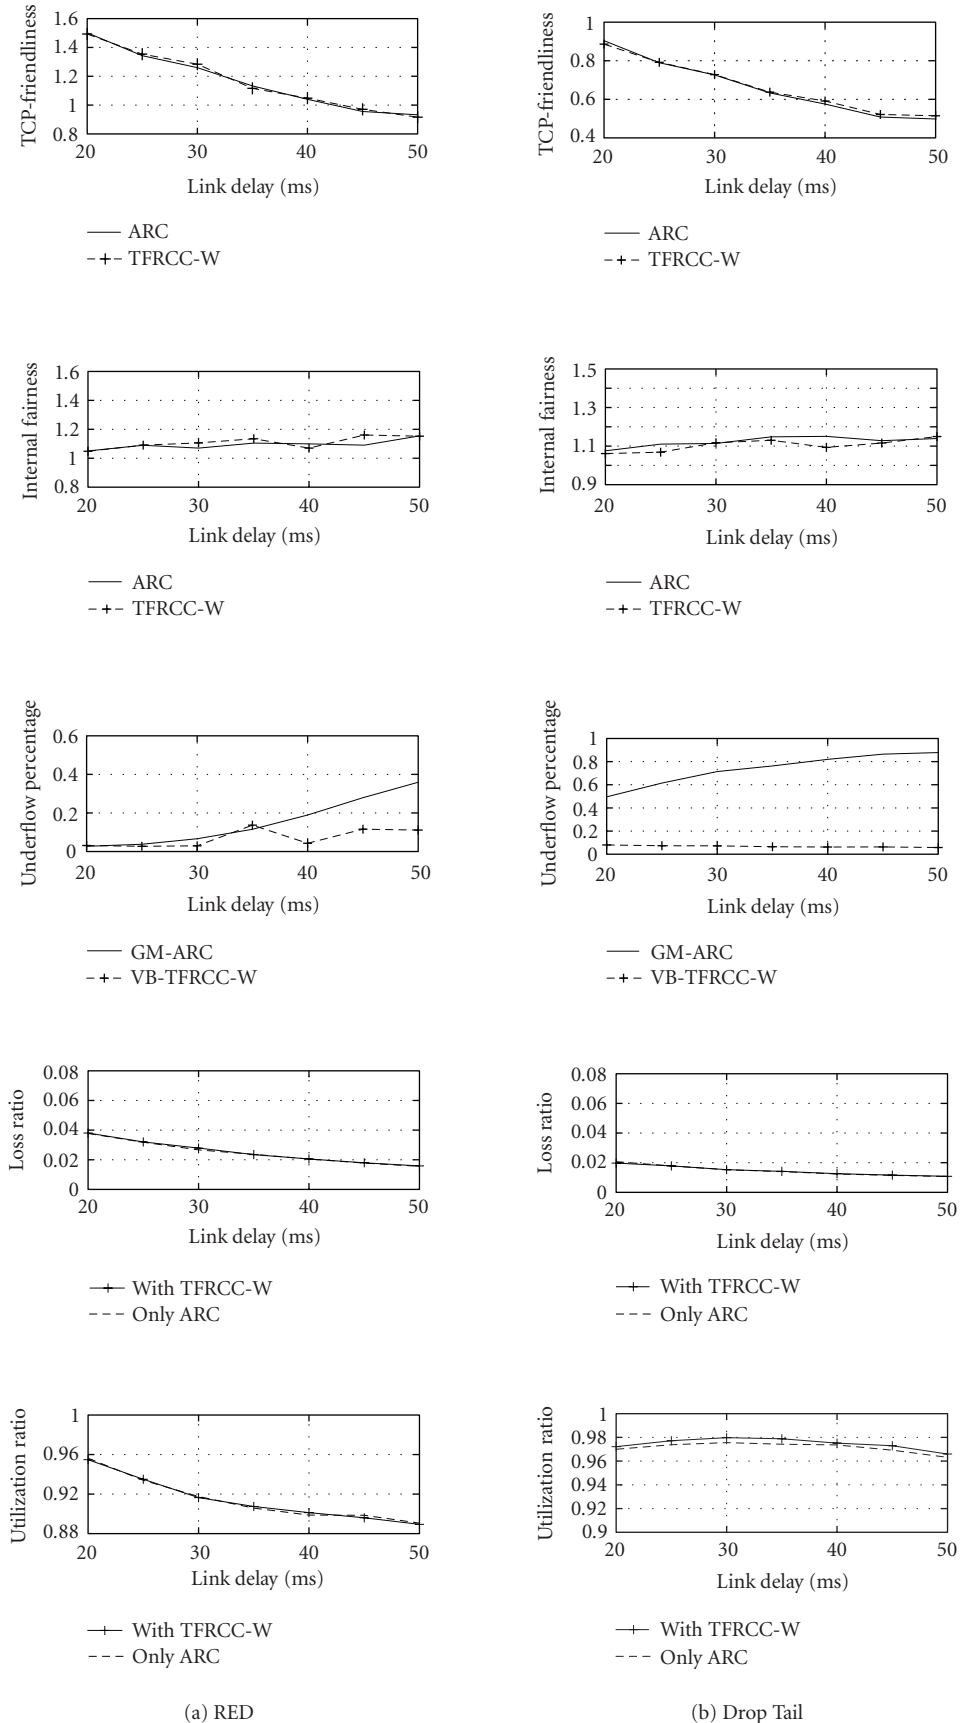 TCP-friendliness
1.6
1.4
1.2
1
0.8
20 30 40 50
Link delay (ms)
ARC
TFRCC-W
TCP-friendliness
1
0.8
0.6
0.4
20 30 40 50
Link delay (ms)
ARC
TFRCC-W
Internal fairness
1.6
1.4
1.2
1
0.8
20 30 40 50
Link delay (ms)
ARC
TFRCC-W
Internal fairness
1.5
1.3
1.1
0.9
20 30 40 50
Link delay (ms)
ARC
TFRCC-W
Underflow percentage
0.6
0.4
0.2
0
20 30 40 50
Link delay (ms)
GM-ARC
VB-TFRCC-W
Underflow percentage
1
0.8
0.6
0.4
0.2
0
20 30 40 50
Link delay (ms)
GM-ARC
VB-TFRCC-W
Loss ratio
0.08
0.06
0.04
0.02
0
20 30 40 50
Link delay (ms)
With TFRCC-W
Only ARC
Loss ratio
0.08
0.06
0.04
0.02
0
20 30 40 50
Link delay (ms)
With TFRCC-W
Only ARC
Utilization ratio
1
0.96
0.92
0.88
20 30 40 50
Link delay (ms)
With TFRCC-W
Only ARC
(a) RED
Utilization ratio
1
0.98
0.96
0.94
0.92
0.9
20 30 40 50
Link delay (ms)
With TFRCC-W
Only ARC
(b) Drop Tail